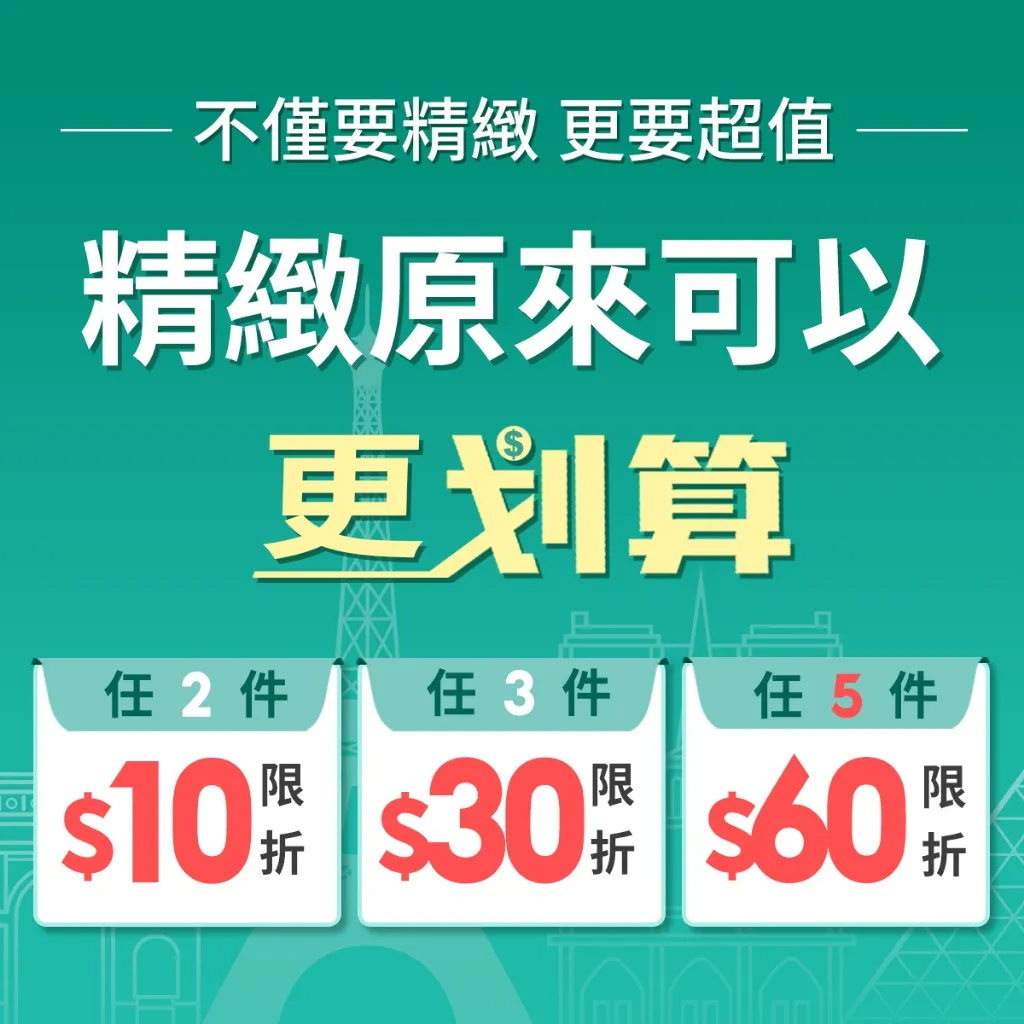 不僅要精緻 更要超值
精緻原來可以
更划算
$
任 2 件
$10
限折
任 3 件
$30
限折
任 5 件
$60
限折